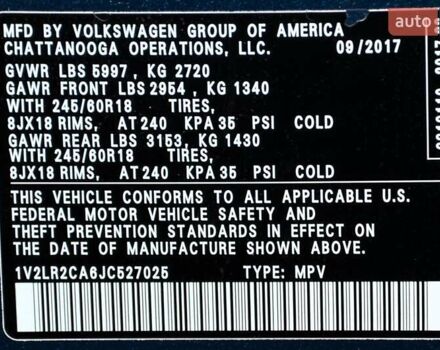 auto
MFD BY VOLKSWAGEN GROUP OF AMERICA
CHATTANOOGA OPERATIONS, LLC. 09/2017
GVWR LBS 5997 , KG 2720
GAWR FRONT LBS 2954 , KG 1340
WITH 245/60R18 TIRES,
8JX18 RIMS, AT 240 KPA 35 PSI COLD
GAWR REAR LBS 3153, KG 1430
WITH 245/60R18 TIRES,
8JX18 RIMS, AT 240 KPA 35 PSI COLD
THIS VEHICLE CONFORMS TO ALL APPLICABLE U.S.
FEDERAL MOTOR VEHICLE SAFETY AND
THEFT PREVENTION STANDARDS IN EFFECT ON
THE DATE OF MANUFACTURE SHOWN ABOVE.
1V2LR2CA6JC527025 TYPE: MPV